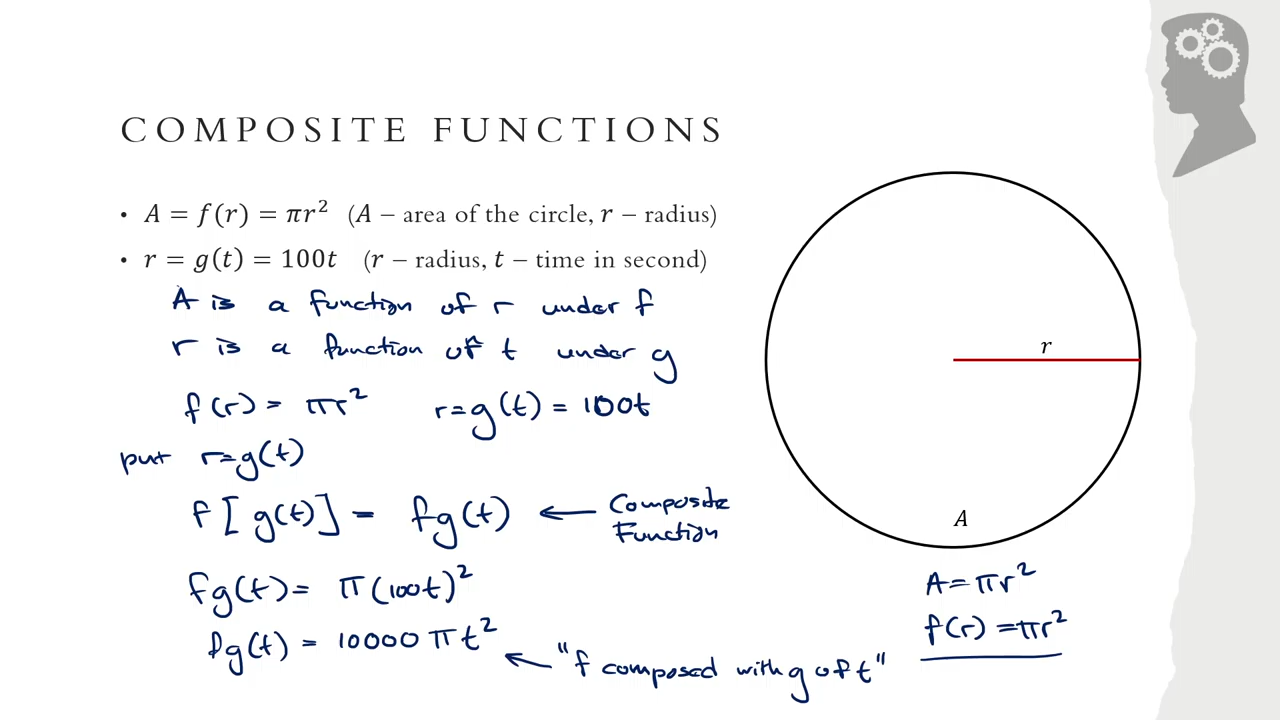 COMPOSITE FUNCTIONS
• A = f(r) = πr² (A – area of the circle, r – radius)
• r = g(t) = 100t (r – radius, t – time in second)
A is a function of r under f
r is a function of t under g
f(r) = πr² r=g(t) = 100t
put r=g(t)
f[g(t)] = fg(t) ← Composite
Function
fg(t) = π(100t)²
fg(t) = 10000πt²
← "f composed with g of t"
r
A
A = πr²
f(r) = πr²